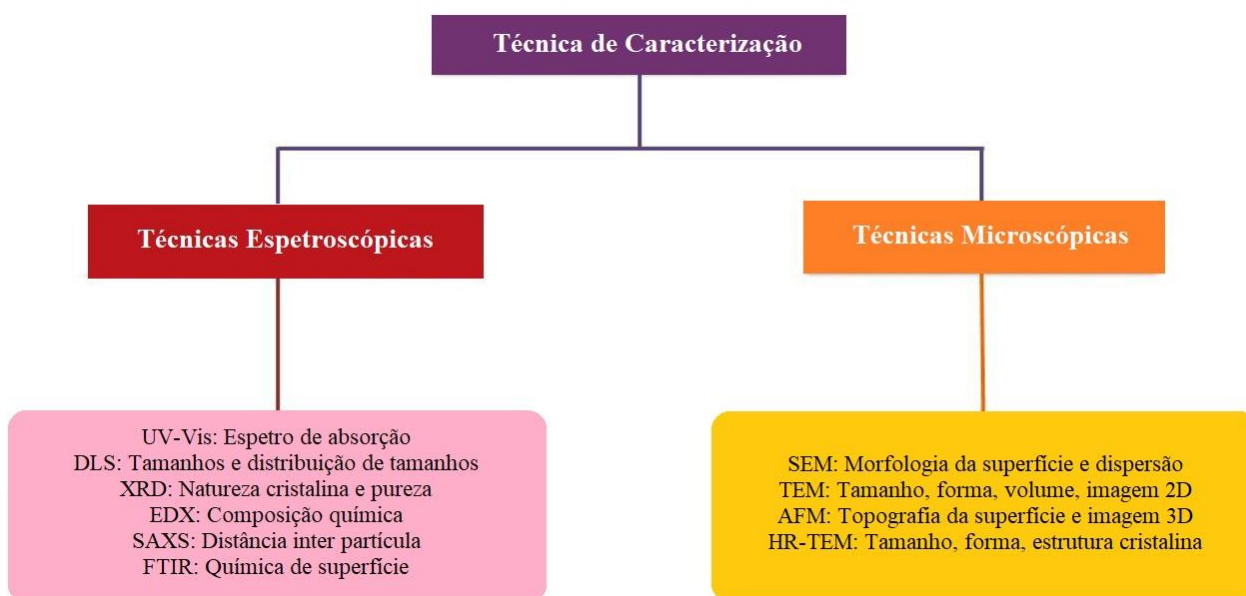 Técnica de Caracterização
Técnicas Espetroscópicas
Técnicas Microscópicas
UV-Vis: Espetro de absorção
DLS: Tamanhos e distribuição de tamanhos
XRD: Natureza cristalina e pureza
EDX: Composição química
SAXS: Distância inter partícula
FTIR: Química de superfície
SEM: Morfologia da superfície e dispersão
TEM: Tamanho, forma, volume, imagem 2D
AFM: Topografia da superfície e imagem 3D
HR-TEM: Tamanho, forma, estrutura cristalina